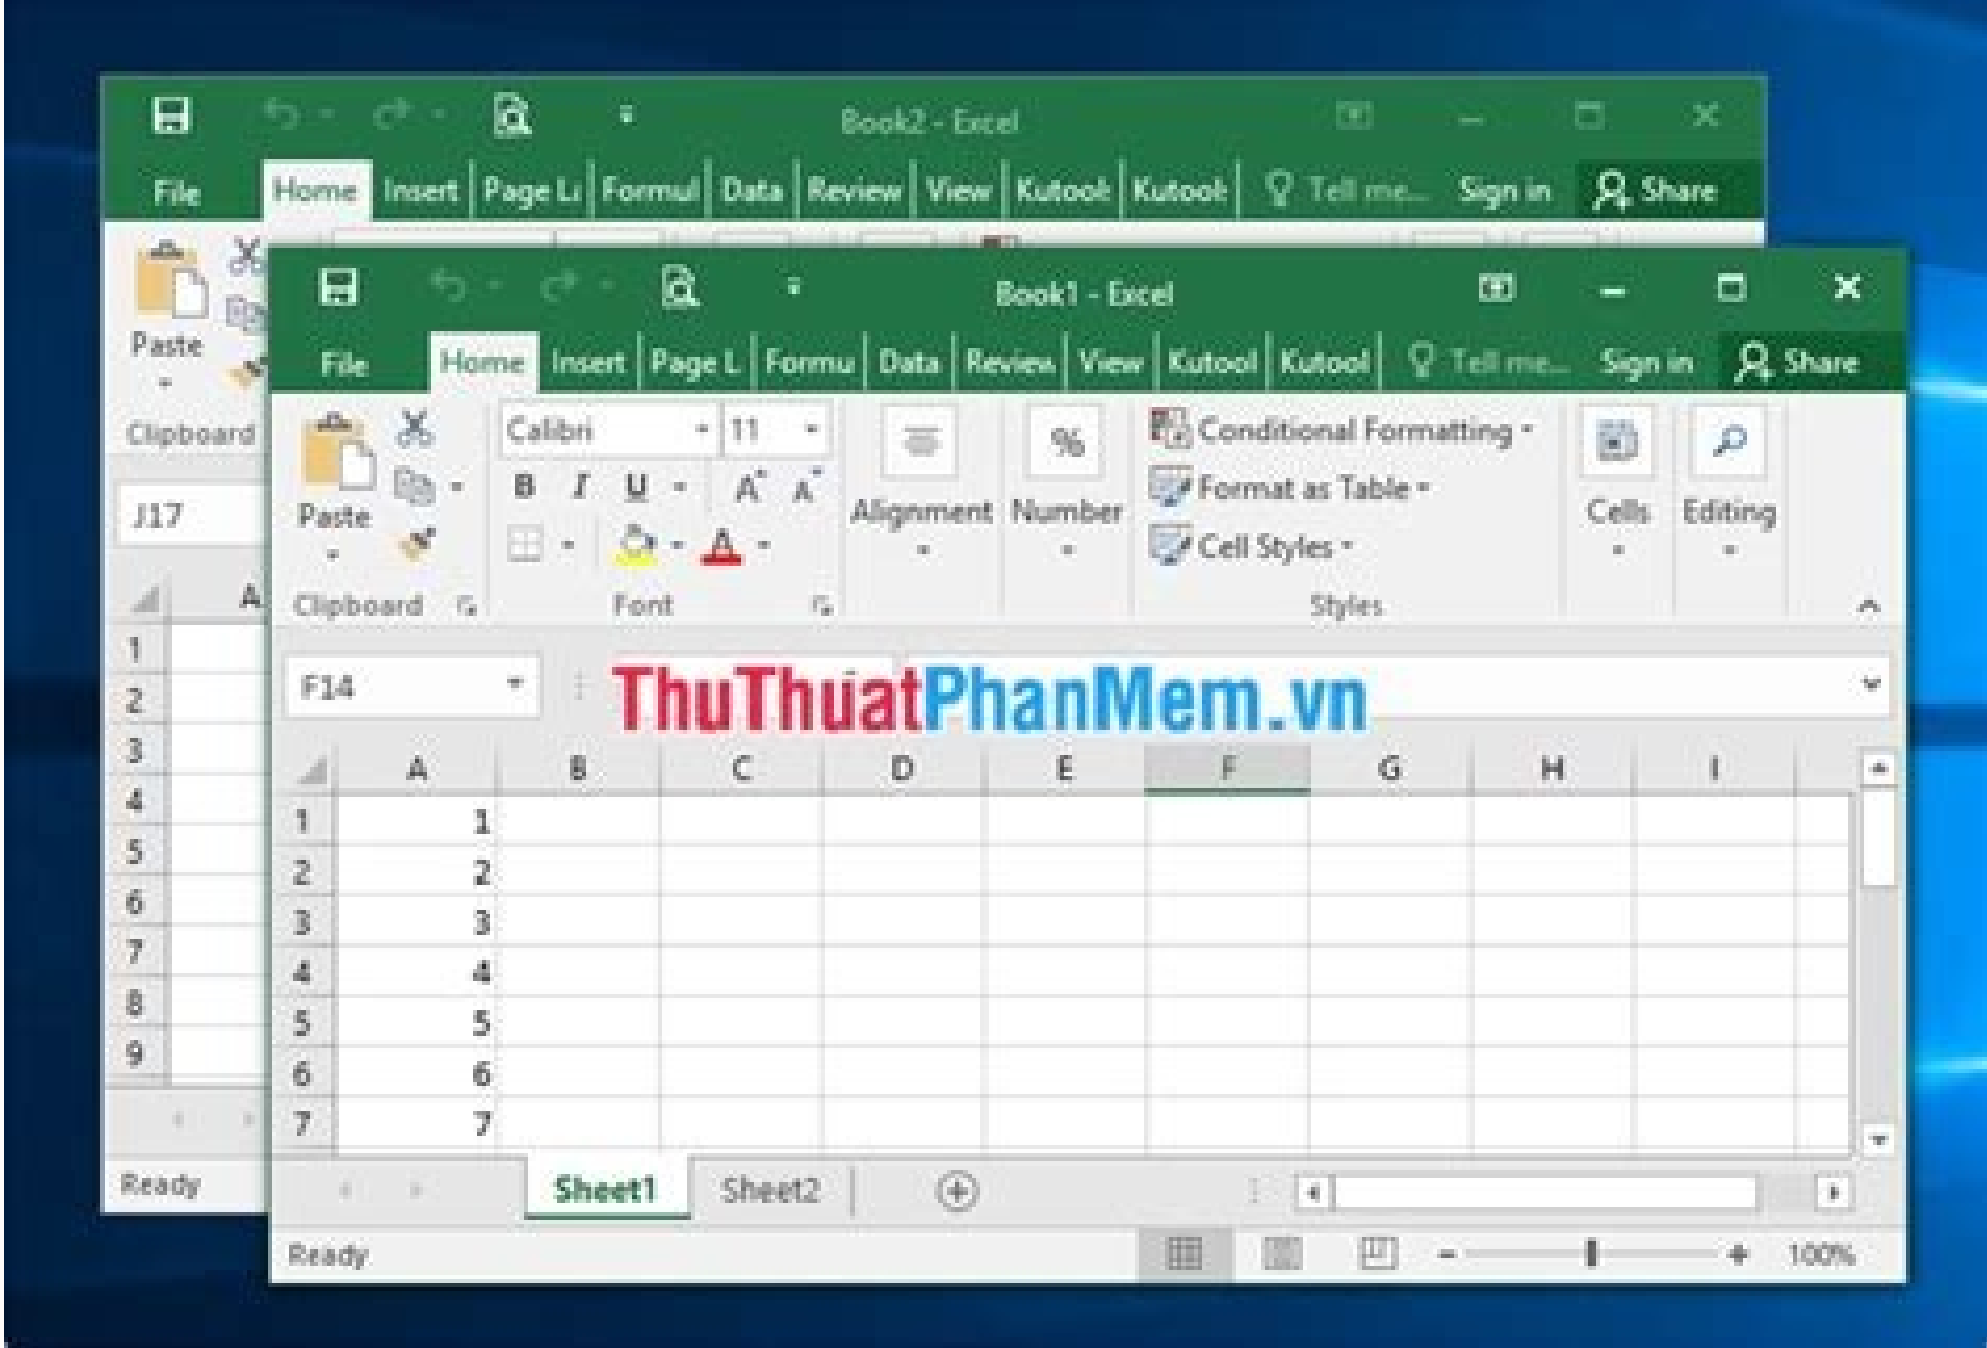 Book2 - Excel
File Home Insert Page La Formul Data Review View Kutools Kutools Tell me... Sign in Share
Paste
Clipboard
J17
A
1
2
3
4
5
6
7
8
9
Ready
Book1 - Excel
File Home Insert Page L Formu Data Review View Kutool Kutool Tell me... Sign in Share
Calibri 11 % Conditional Formatting
B I U A A Format as Table
Paste Alignment Number Cells Editing
A Cell Styles
Clipboard Font Styles
F14
ThuThuatPhanMem.vn
A B C D E F G H I
1 1
2 2
3 3
4 4
5 5
6 6
7 7
Sheet1 Sheet2
Ready 100%